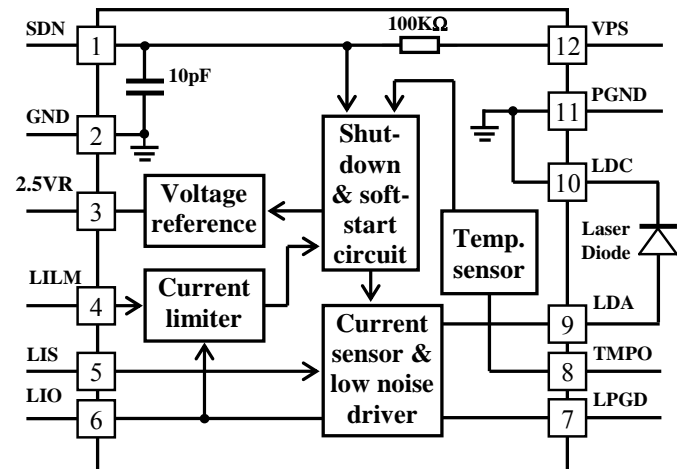 SDN
1
100KΩ
12
VPS
10pF
11
PGND
GND
2
Shut-
down
& soft-
start
circuit
10
LDC
2.5VR
3
Voltage
reference
Temp.
sensor
Laser
Diode
LILM
4
Current
limiter
Current
sensor &
low noise
driver
9
LDA
LIS
5
8
TMPO
LIO
6
7
LPGD